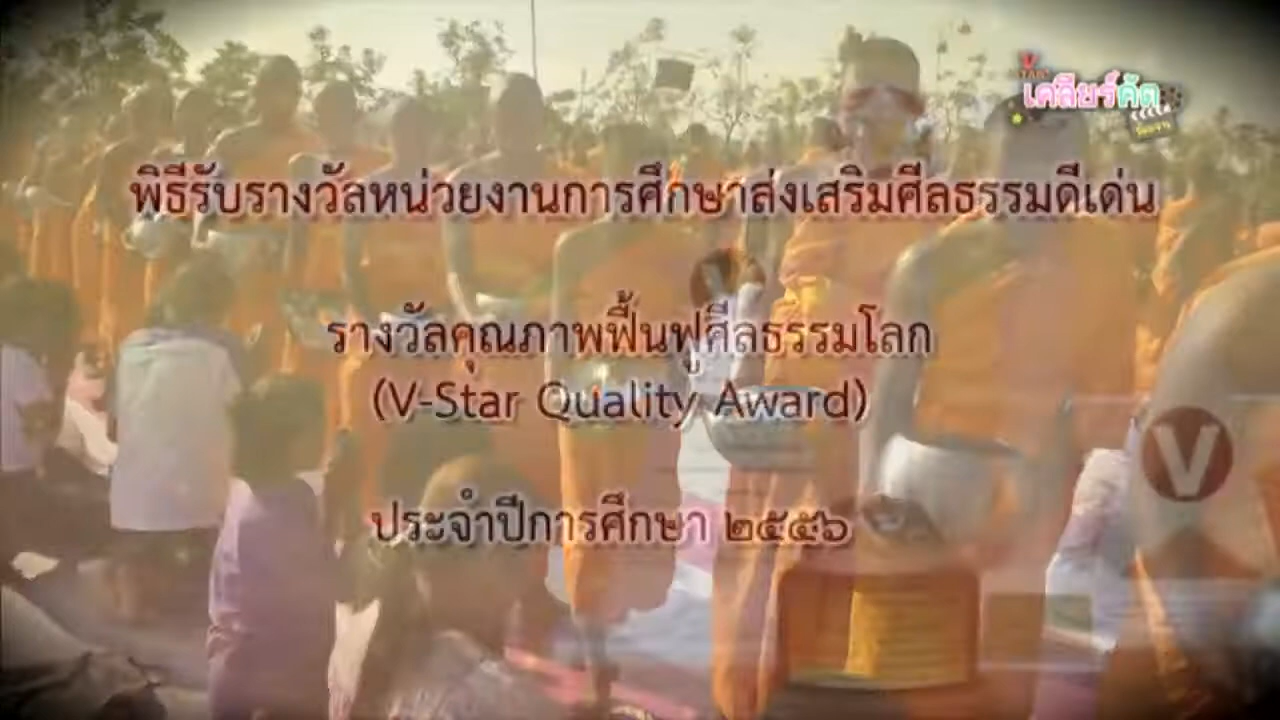 เคลียร์คัต
พิธีรับรางวัลหน่วยงานการศึกษาส่งเสริมศีลธรรมดีเด่น
รางวัลคุณภาพฟื้นฟูศีลธรรมโลก
(V-Star Quality Award)
V
ประจำปีการศึกษา ๒๕๕๖